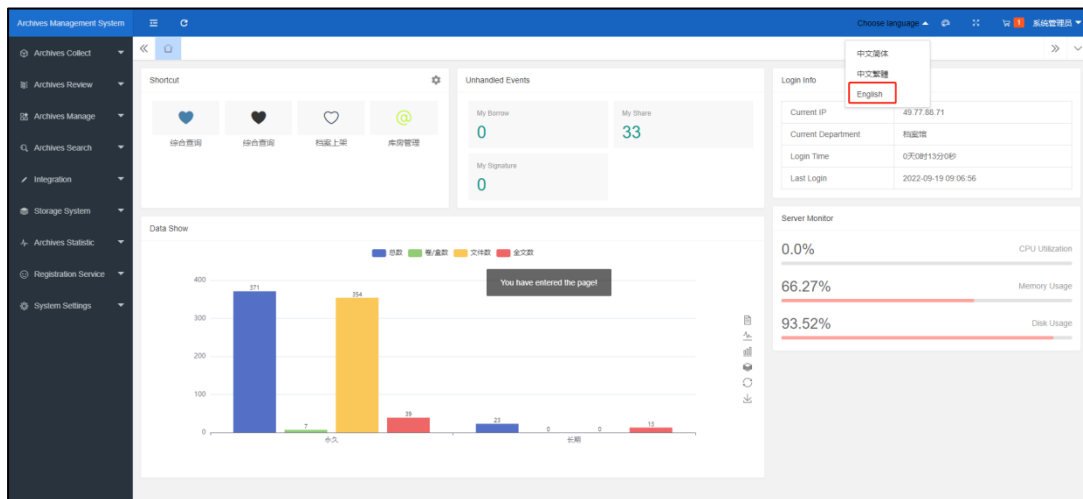 Archives Management System
Choose language
1
系统管理员
中文简体
中文繁體
English
Archives Collect
Archives Review
Archives Manage
Archives Search
Integration
Storage System
Archives Statistic
Registration Service
System Settings
Shortcut
综合查询
综合查询
档案上架
库房管理
Unhandled Events
My Borrow
0
My Share
33
My Signature
0
Login Info
Current IP 49.77.88.71
Current Department 档案馆
Login Time 0天0时13分0秒
Last Login 2022-09-19 09:06:56
Data Show
总数 卷/盒数 文件数 全文数
You have entered the page!
400
300
200
100
0
371
7
354
39
23
0
0
13
永久
长期
Server Monitor
0.0% CPU Utilization
66.27% Memory Usage
93.52% Disk Usage